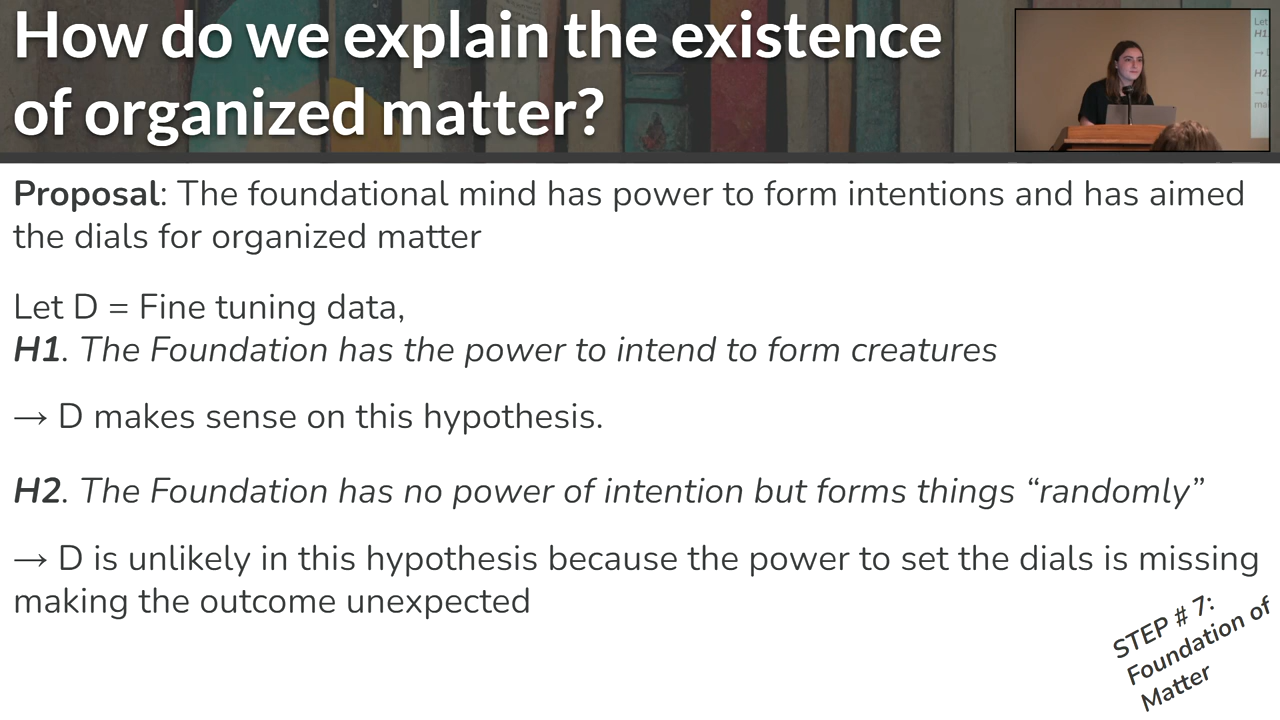 How do we explain the existence
of organized matter?
Proposal: The foundational mind has power to form intentions and has aimed
the dials for organized matter
Let D = Fine tuning data,
H1. The Foundation has the power to intend to form creatures
→ D makes sense on this hypothesis.
H2. The Foundation has no power of intention but forms things “randomly”
→ D is unlikely in this hypothesis because the power to set the dials is missing
making the outcome unexpected
STEP # 7:
Foundation of
Matter
Let
H1.
→ D
H2.
→ D
mak